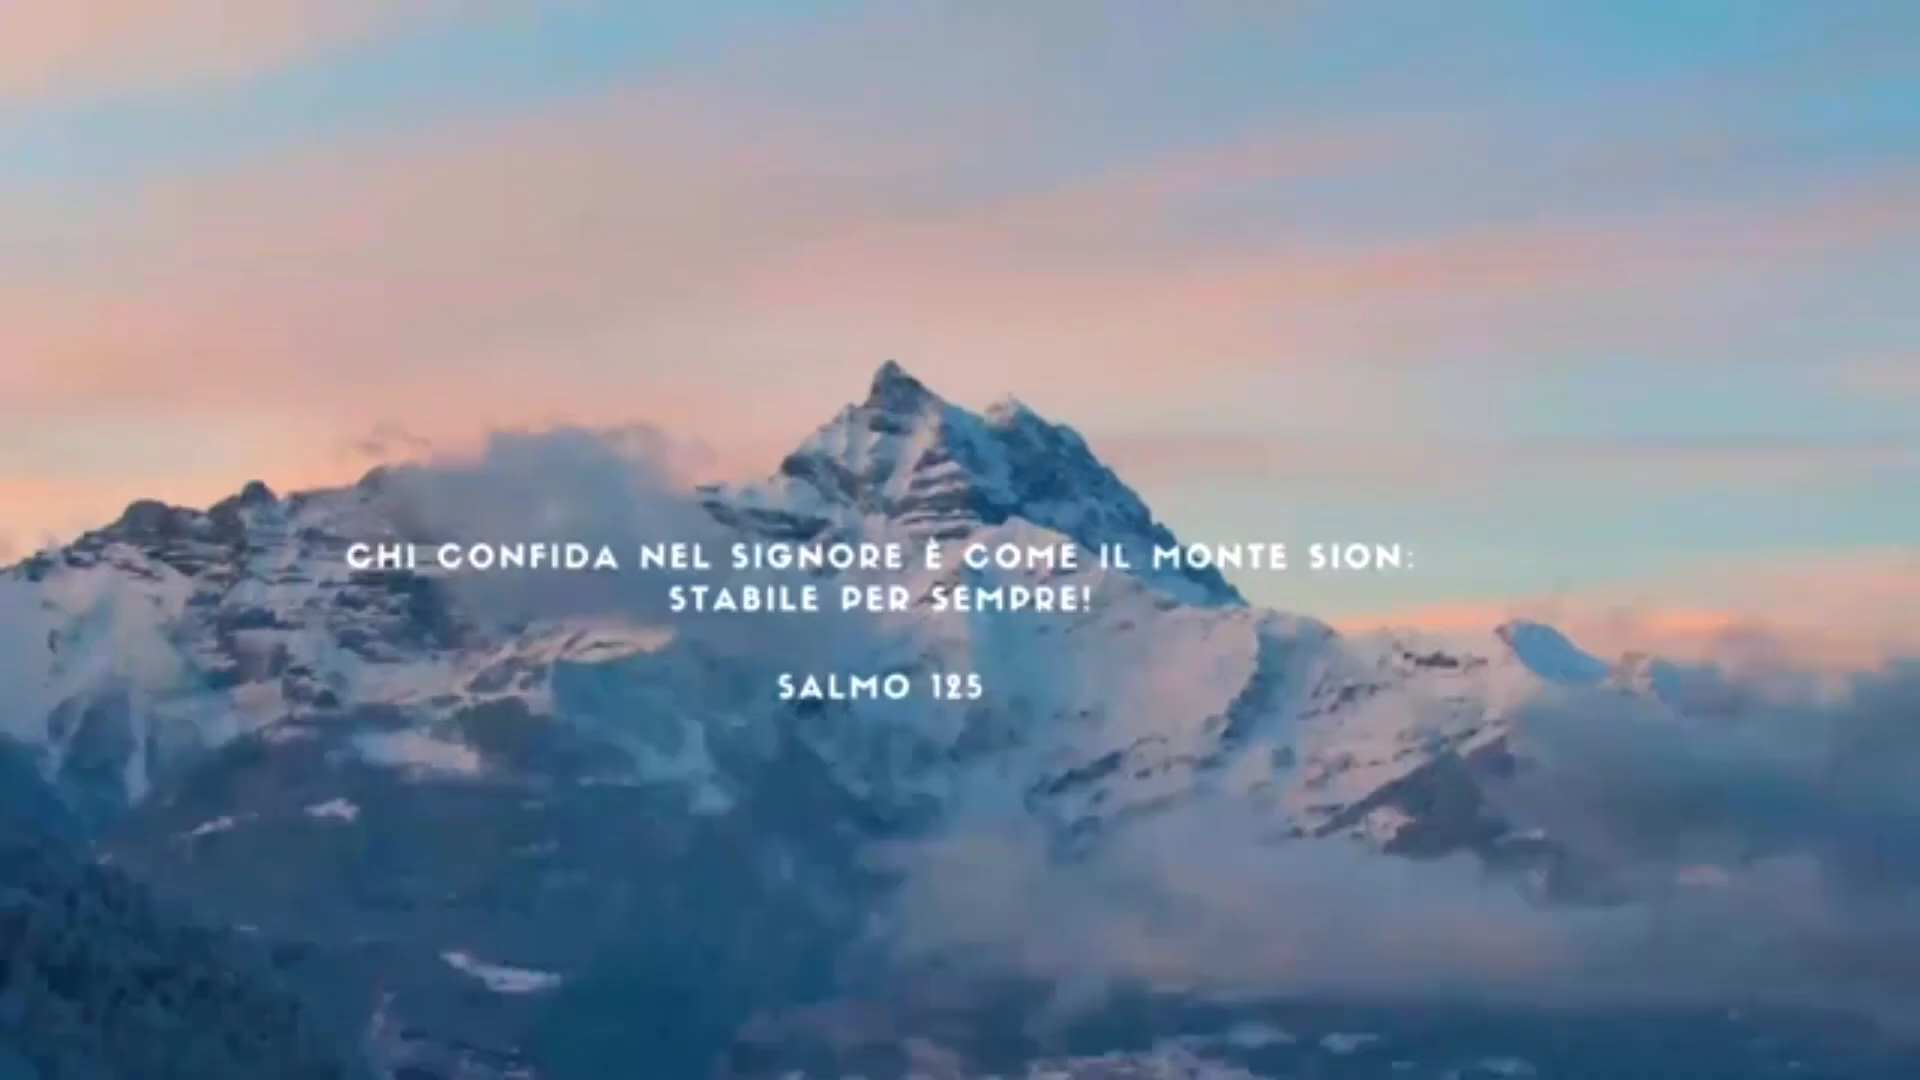 CHI CONFIDA NEL SIGNORE È COME IL MONTE SION:
STABILE PER SEMPRE!
SALMO 125